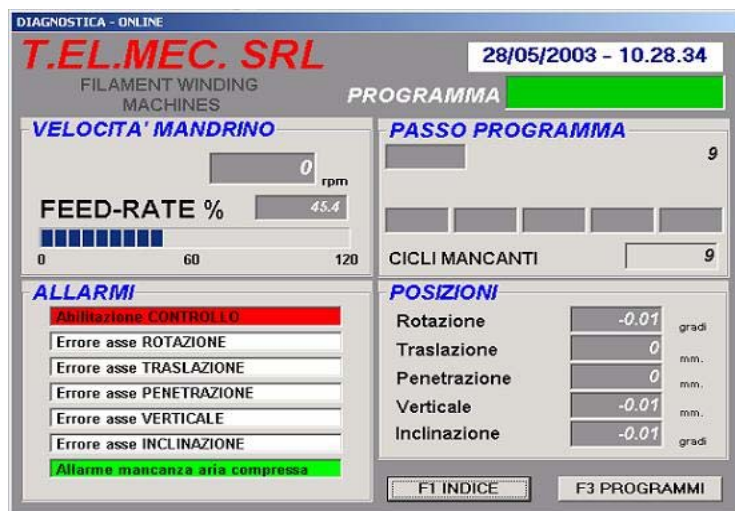 DIAGNOSTICA - ONLINE
T.EL.MEC. SRL
FILAMENT WINDING
MACHINES
28/05/2003 - 10.28.34
PROGRAMMA
VELOCITA' MANDRINO
0
rpm
FEED-RATE %
45.4
0 60 120
PASSO PROGRAMMA
9
CICLI MANCANTI 9
ALLARMI
Abilitazione CONTROLLO
Errore asse ROTAZIONE
Errore asse TRASLAZIONE
Errore asse PENETRAZIONE
Errore asse VERTICALE
Errore asse INCLINAZIONE
Allarme mancanza aria compressa
POSIZIONI
Rotazione -0.01 gradi
Traslazione 0 mm.
Penetrazione 0 mm.
Verticale -0.01 mm.
Inclinazione -0.01 gradi
F1 INDICE F3 PROGRAMMI